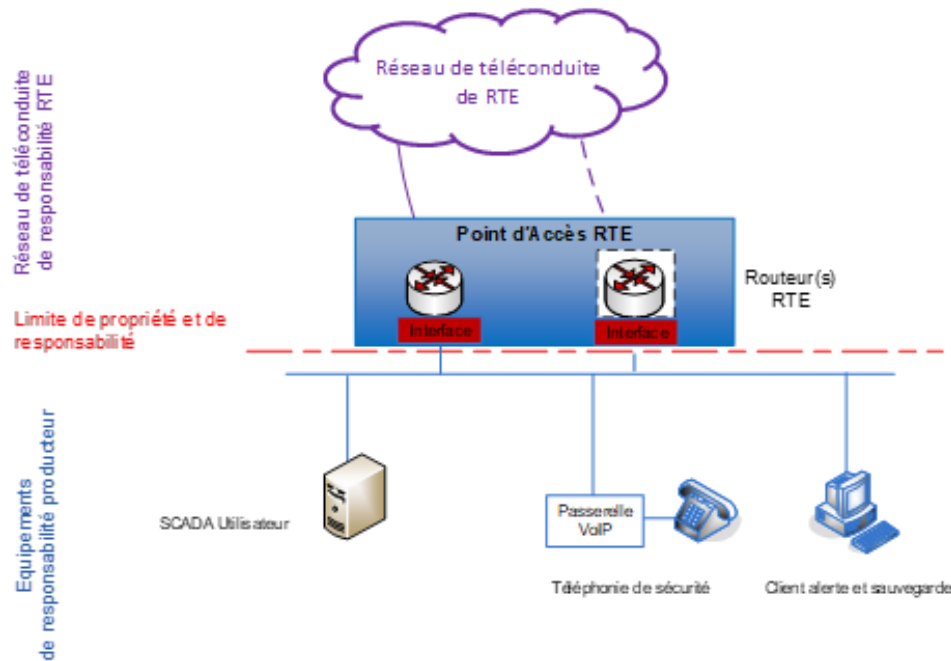 Réseau de téléconduite
de responsabilité RTE
Réseau de téléconduite
de RTE
Point d'Accès RTE
Interface
Interface
Routeur(s)
RTE
Limite de propriété et de
responsabilité
Equipements
de responsabilité producteur
SCADA Utilisateur
Passerelle
VoIP
Téléphonie de sécurité
Client alerte et sauvegarde